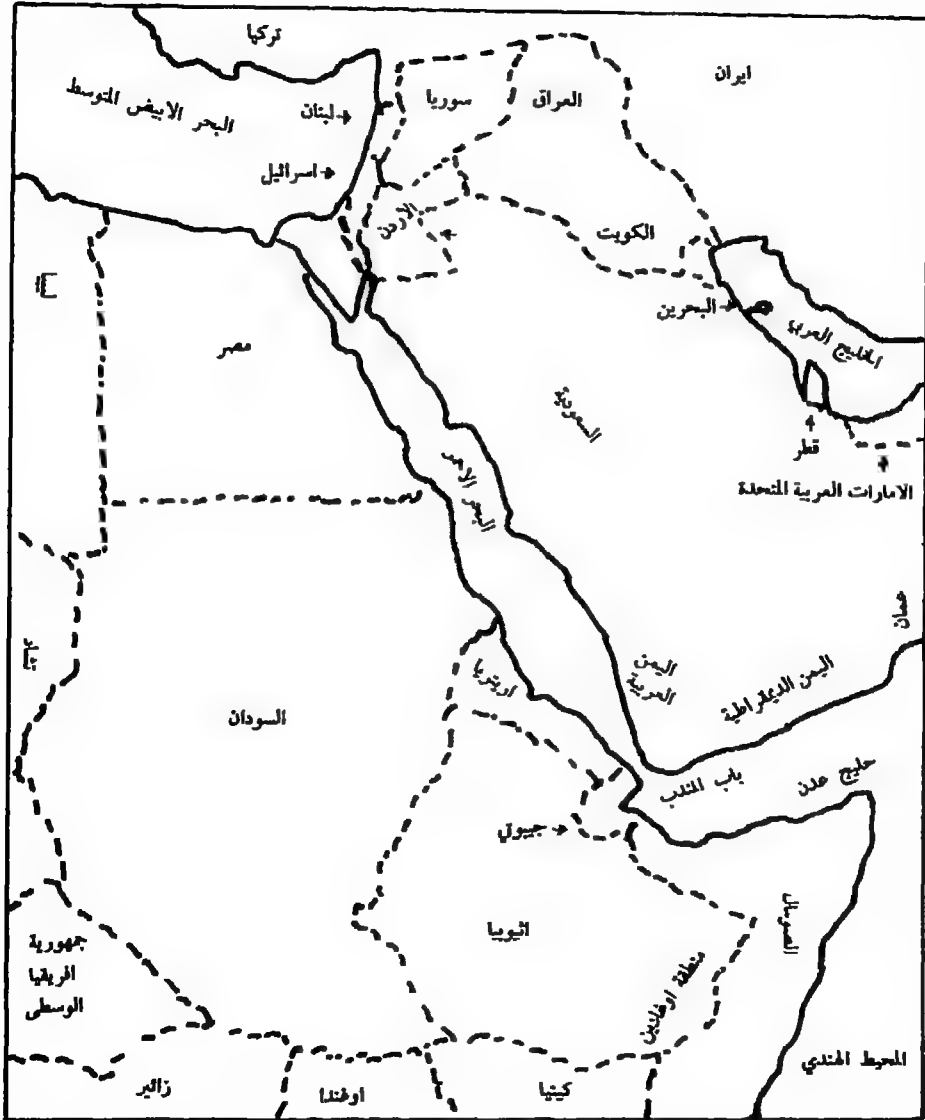 تركيا
ايران
البحر الابيض المتوسط
لبنان
سوريا
العراق
اسرائيل
الاردن
الكويت
ليبيا
مصر
البحرين
الخليج العربي
السعودية
قطر
الامارات العربية المتحدة
البحر الاحمر
عمان
تشاد
السودان
اريتريا
اليمن
العربية
اليمن الديمقراطية
باب المندب
خليج عدن
جيبوتي
اثيوبيا
الصومال
منطقة اوغادين
جمهورية
افريقيا
الوسطى
المحيط الهندي
زائير
اوغندا
كينيا